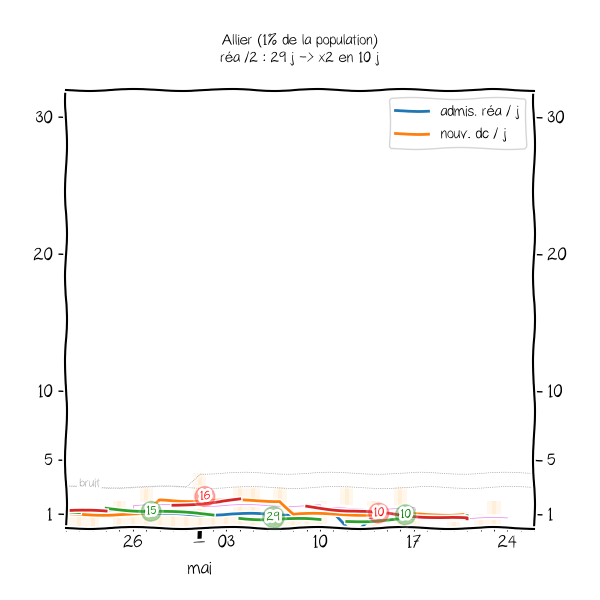 Allier (1% de la population)
réa /2 : 29 j -> x2 en 10 j
admis. réa / j
nouv. dc / j
30 30
20 20
10 10
5 5
1 1
bruit
16
15
29
10
10
26 03 10 17 24
mai